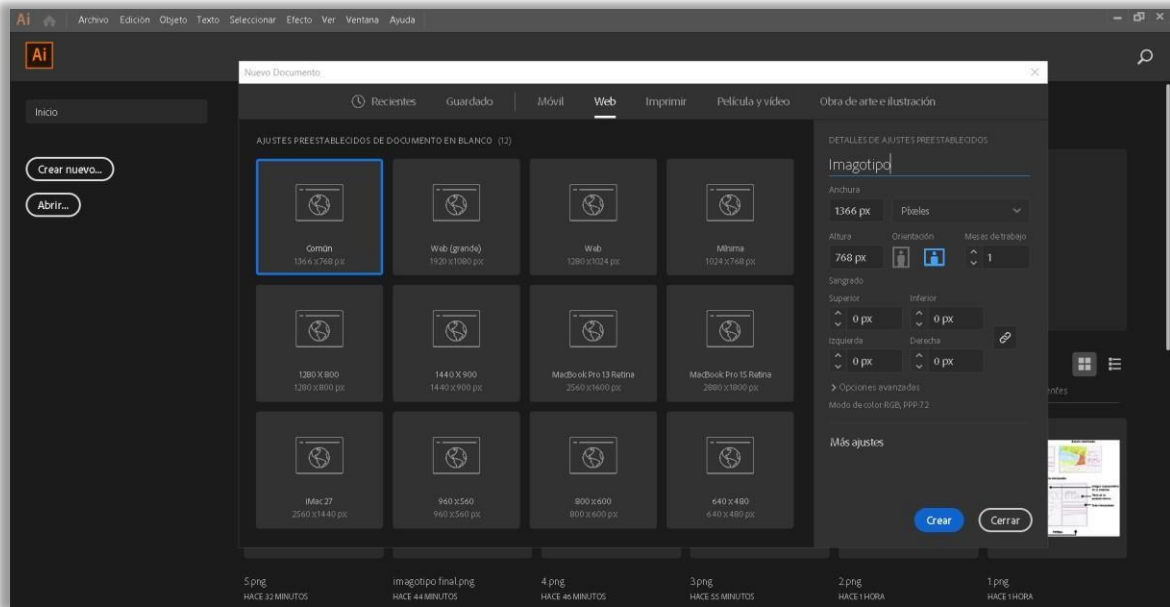 Ai Archivo Edición Objeto Texto Seleccionar Efecto Ver Ventana Ayuda
Ai
Inicio
Crear nuevo...
Abrir...
Nuevo Documento
Recientes Guardado Móvil Web Imprimir Película y vídeo Obra de arte e ilustración
AJUSTES PREESTABLECIDOS DE DOCUMENTO EN BLANCO (12)
Común
1366 x 768 px
Web (grande)
1920 x 1080 px
Web
1280 x 1024 px
Mínima
1024 x 768 px
1280 X 800
1280 x 800 px
1440 X 900
1440 x 900 px
MacBook Pro 13 Retina
2560 x 1600 px
MacBook Pro 15 Retina
2880 x 1800 px
iMac 27
2560 x 1440 px
960 x 560
960 x 560 px
800 x 600
800 x 600 px
640 x 480
640 x 480 px
DETALLES DE AJUSTES PREESTABLECIDOS
Imagotipo
Anchura
1366 px Píxeles
Altura Orientación Mesas de trabajo
768 px 1
Sangrado
Superior Inferior
0 px 0 px
Izquierda Derecha
0 px 0 px
> Opciones avanzadas
Modo de color RGB, PPP:72
Más ajustes
Crear Cerrar
5.png
HACE 32 MINUTOS
imagotipo final.png
HACE 44 MINUTOS
4.png
HACE 46 MINUTOS
3.png
HACE 55 MINUTOS
2.png
HACE 1 HORA
1.png
HACE 1 HORA